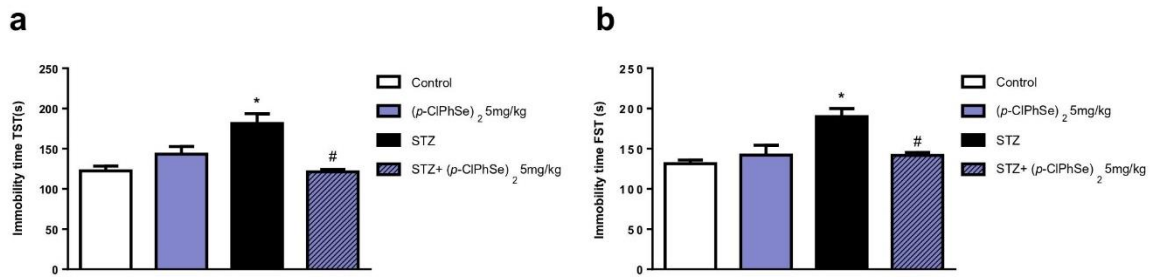 a
Immobility time TST(s)
250
200
150
100
50
0
*
#
Control
(p-ClPhSe) 2 5mg/kg
STZ
STZ+ (p-ClPhSe) 2 5mg/kg
b
Immobility time FST (s)
250
200
150
100
50
0
*
#
Control
(p-ClPhSe) 2 5mg/kg
STZ
STZ+ (p-ClPhSe) 2 5mg/kg